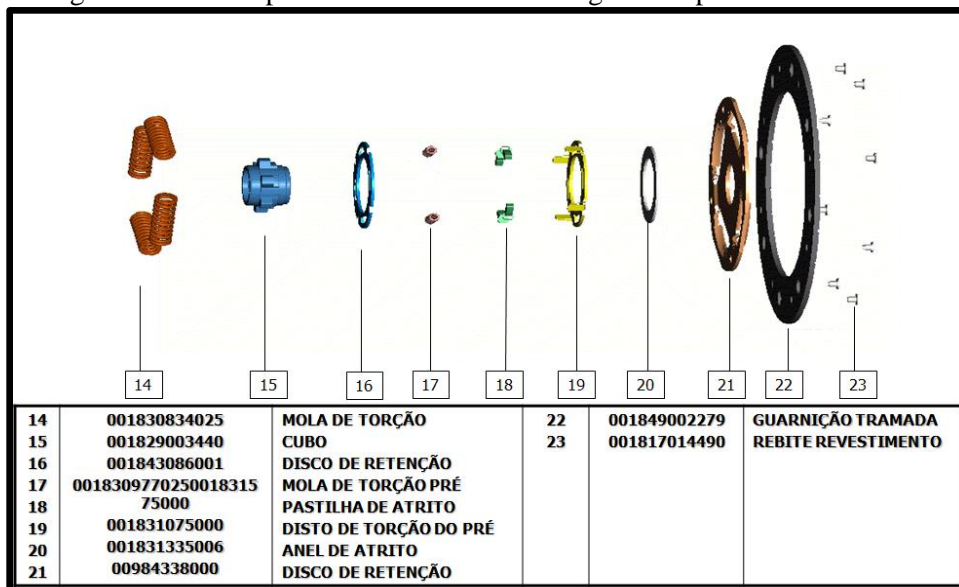 14 15 16 17 18 19 20 21 22 23
14 001830834025 MOLA DE TORÇÃO 22 001849002279 GUARNIÇÃO TRAMADA
15 001829003440 CUBO 23 001817014490 REBITE REVESTIMENTO
16 001843086001 DISCO DE RETENÇÃO
17 0018309770250018315 MOLA DE TORÇÃO PRÉ
18 75000 PASTILHA DE ATRITO
19 001831075000 DISTO DE TORÇÃO DO PRÉ
20 001831335006 ANEL DE ATRITO
21 00984338000 DISCO DE RETENÇÃO